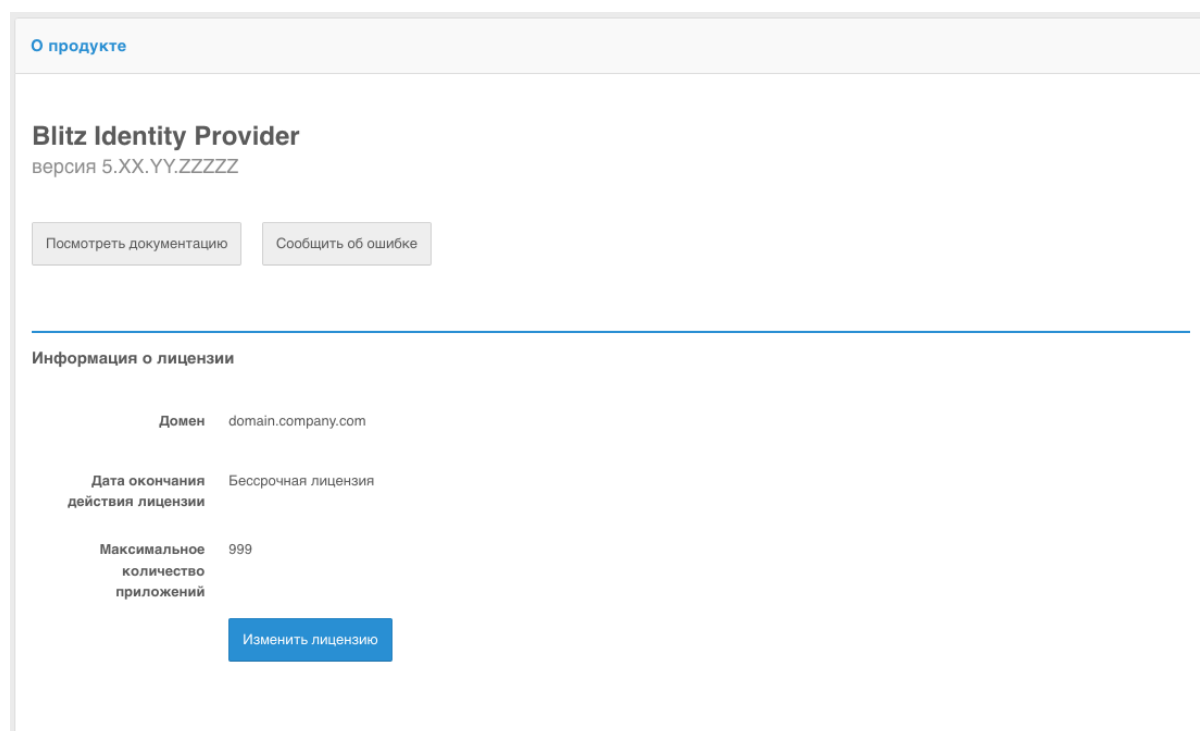 О продукте
Blitz Identity Provider
версия 5.XX.YY.ZZZZZ
Посмотреть документацию
Сообщить об ошибке
Информация о лицензии
Домен domain.company.com
Дата окончания Бессрочная лицензия
действия лицензии
Максимальное 999
количество
приложений
Изменить лицензию